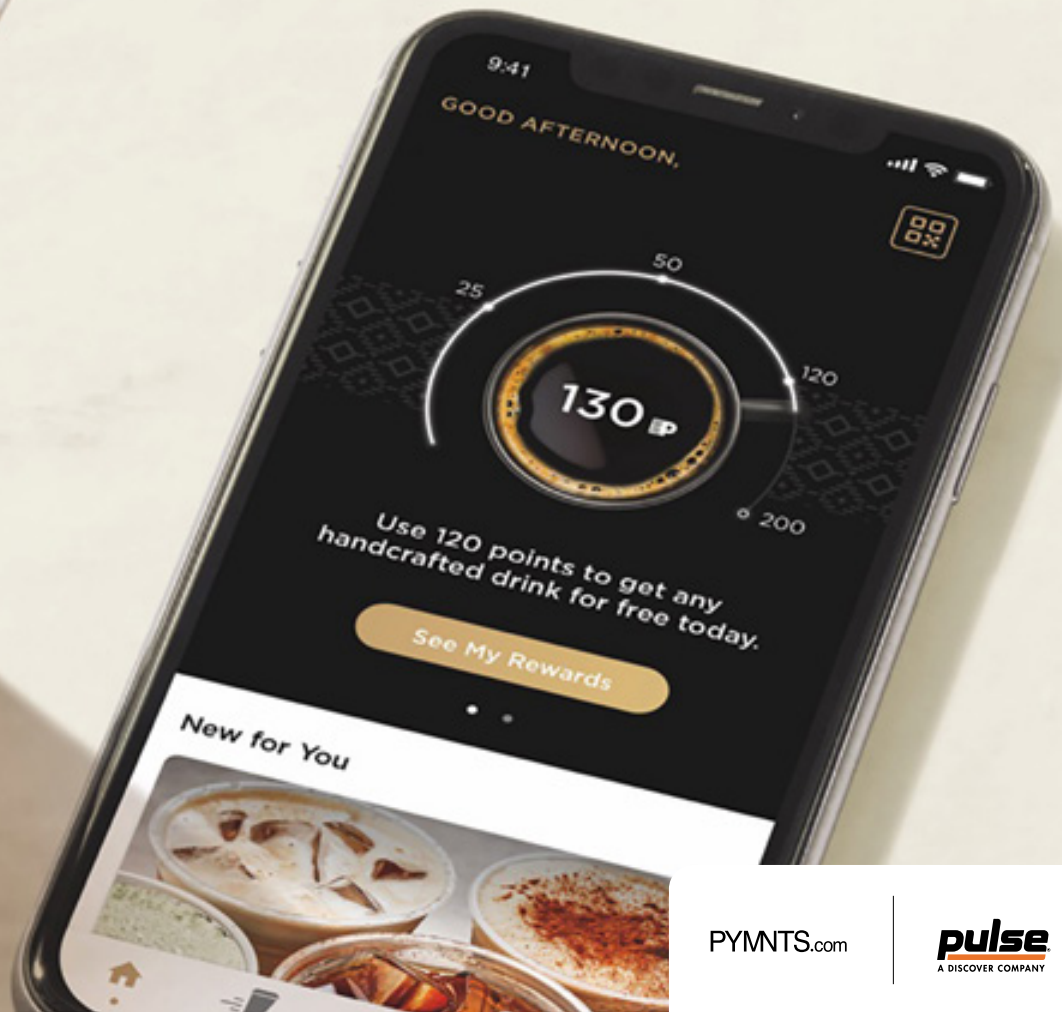 9:41
GOOD AFTERNOON,
50
25
120
130
200
Use 120 points to get any
handcrafted drink for free today.
See My Rewards
New for You
PYMNTS.com
pulse
A DISCOVER COMPANY